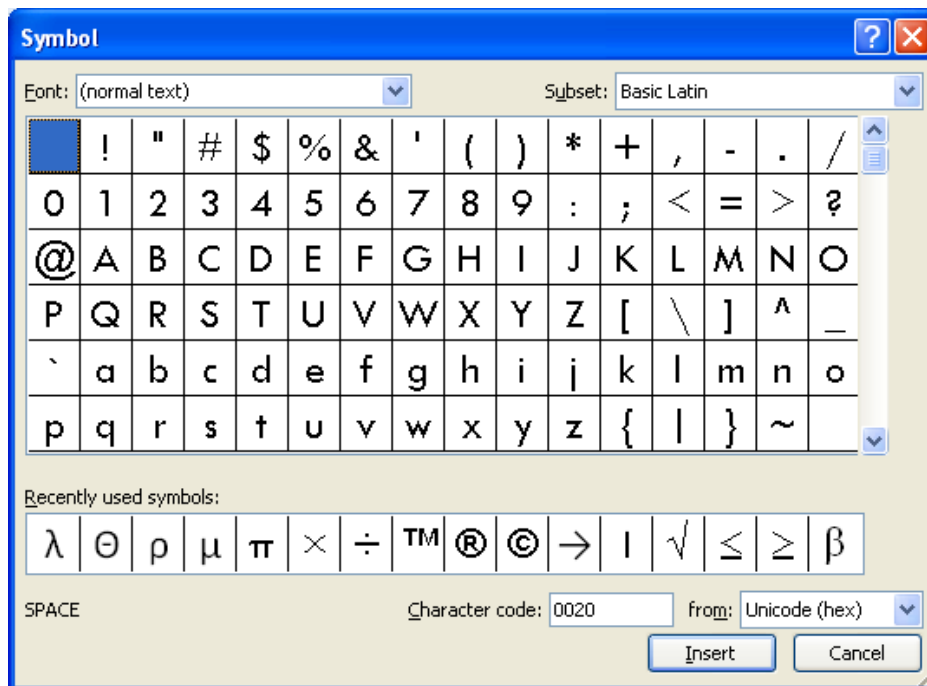 Symbol
Font: (normal text) Subset: Basic Latin
! " # $ % & ' ( ) * + , - . /
0 1 2 3 4 5 6 7 8 9 : ; < = > ?
@ A B C D E F G H I J K L M N O
P Q R S T U V W X Y Z [ \ ] ^ _
` a b c d e f g h i j k l m n o
p q r s t u v w x y z { | } ~
Recently used symbols:
λ Θ ρ μ π × ÷ ™ ® © → | √ ≤ ≥ β
SPACE Character code: 0020 from: Unicode (hex)
Insert Cancel